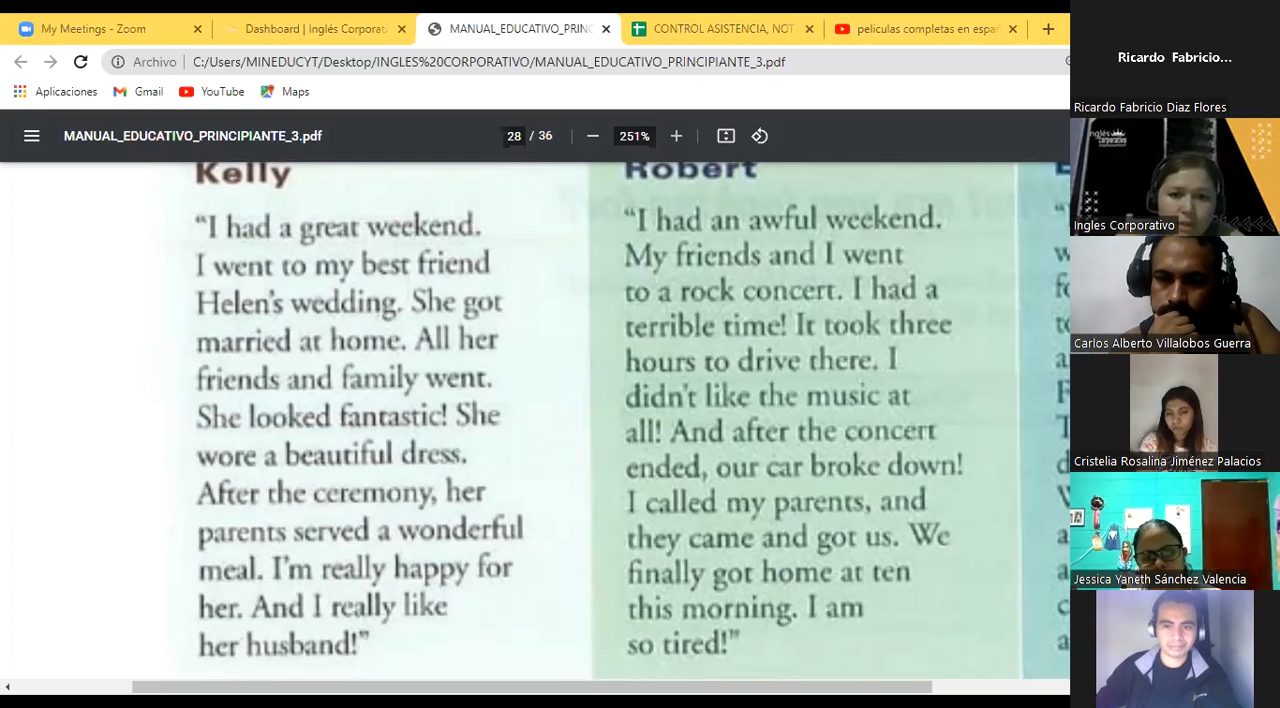 My Meetings - Zoom
Dashboard | Inglés Corporati
MANUAL_EDUCATIVO_PRINC
CONTROL ASISTENCIA, NOT
peliculas completas en espa
Archivo
C:/Users/MINEDUCYT/Desktop/INGLES%20CORPORATIVO/MANUAL_EDUCATIVO_PRINCIPIANTE_3.pdf
Aplicaciones
Gmail
YouTube
Maps
MANUAL_EDUCATIVO_PRINCIPIANTE_3.pdf
28 / 36
251%
Kelly
“I had a great weekend.
I went to my best friend
Helen’s wedding. She got
married at home. All her
friends and family went.
She looked fantastic! She
wore a beautiful dress.
After the ceremony, her
parents served a wonderful
meal. I’m really happy for
her. And I really like
her husband!”
Robert
“I had an awful weekend.
My friends and I went
to a rock concert. I had a
terrible time! It took three
hours to drive there. I
didn’t like the music at
all! And after the concert
ended, our car broke down!
I called my parents, and
they came and got us. We
finally got home at ten
this morning. I am
so tired!”
Ricardo Fabricio...
Ricardo Fabricio Diaz Flores
Inglés
Corporativo
Ingles Corporativo
Carlos Alberto Villalobos Guerra
Cristelia Rosalina Jiménez Palacios
Jessica Yaneth Sánchez Valencia